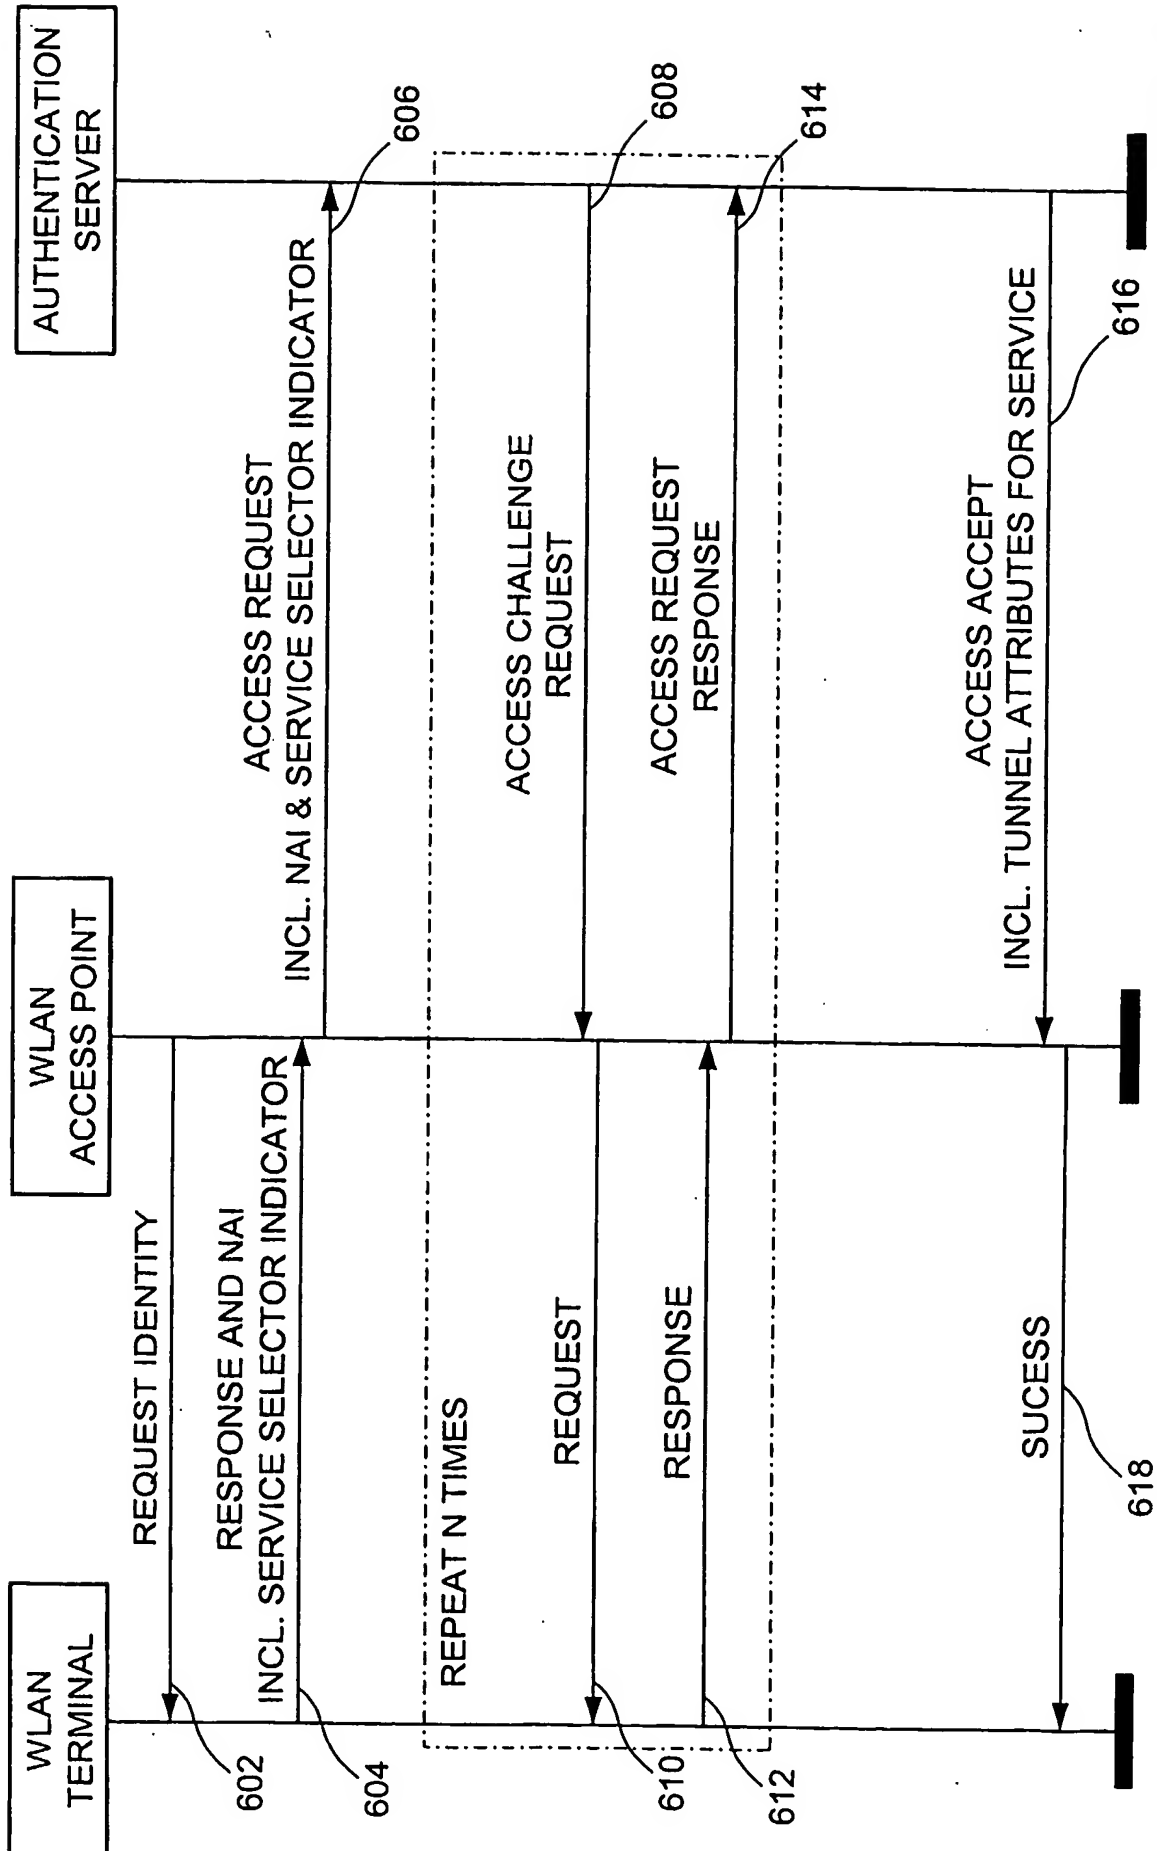 WLAN
TERMINAL
WLAN
ACCESS POINT
AUTHENTICATION
SERVER
REQUEST IDENTITY
602
RESPONSE AND NAI
INCL. SERVICE SELECTOR INDICATOR
604
ACCESS REQUEST
INCL. NAI & SERVICE SELECTOR INDICATOR
606
REPEAT N TIMES
ACCESS CHALLENGE
REQUEST
608
REQUEST
610
RESPONSE
612
ACCESS REQUEST
RESPONSE
614
ACCESS ACCEPT
INCL. TUNNEL ATTRIBUTES FOR SERVICE
616
SUCESS
618